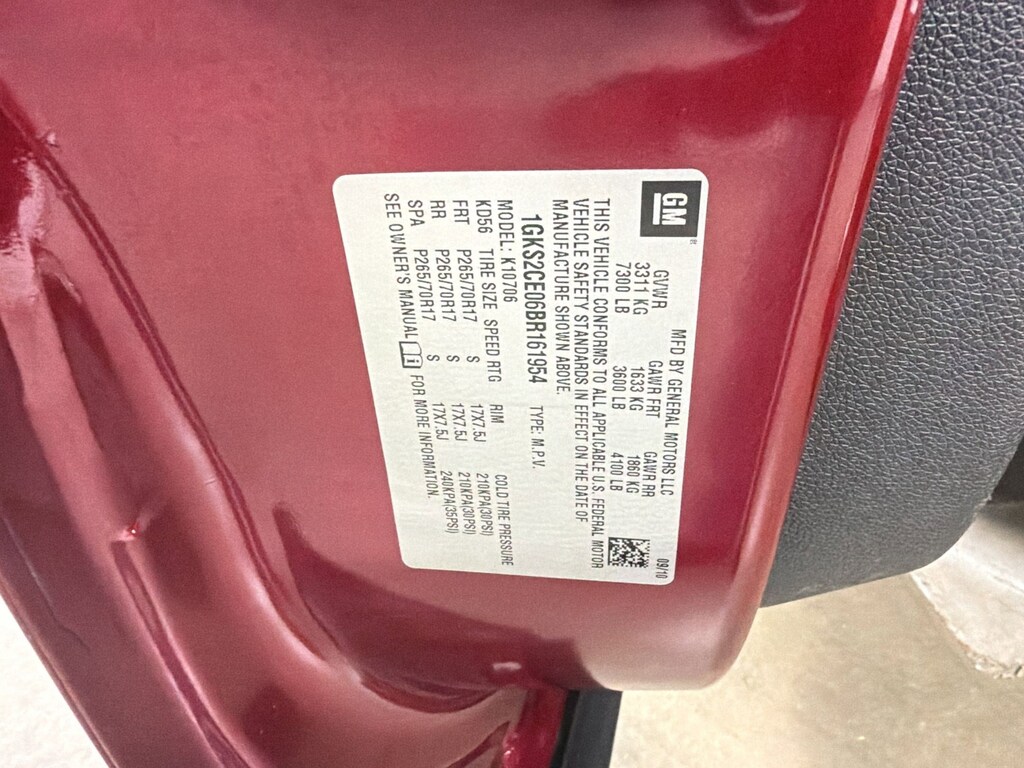 GM
®
MFD BY GENERAL MOTORS LLC 09/10
GVWR GAWR FRT GAWR RR
3311 KG 1633 KG 1860 KG
7300 LB 3600 LB 4100 LB
THIS VEHICLE CONFORMS TO ALL APPLICABLE U.S. FEDERAL MOTOR
VEHICLE SAFETY STANDARDS IN EFFECT ON THE DATE OF
MANUFACTURE SHOWN ABOVE.
1GKS2CE06BR161954 TYPE: M.P.V.
MODEL: K10706
KD56 TIRE SIZE SPEED RTG RIM COLD TIRE PRESSURE
FRT P265/70R17 S 17X7.5J 210KPA(30PSI)
RR P265/70R17 S 17X7.5J 210KPA(30PSI)
SPA P265/70R17 S 17X7.5J 240KPA(35PSI)
SEE OWNER'S MANUAL FOR MORE INFORMATION.